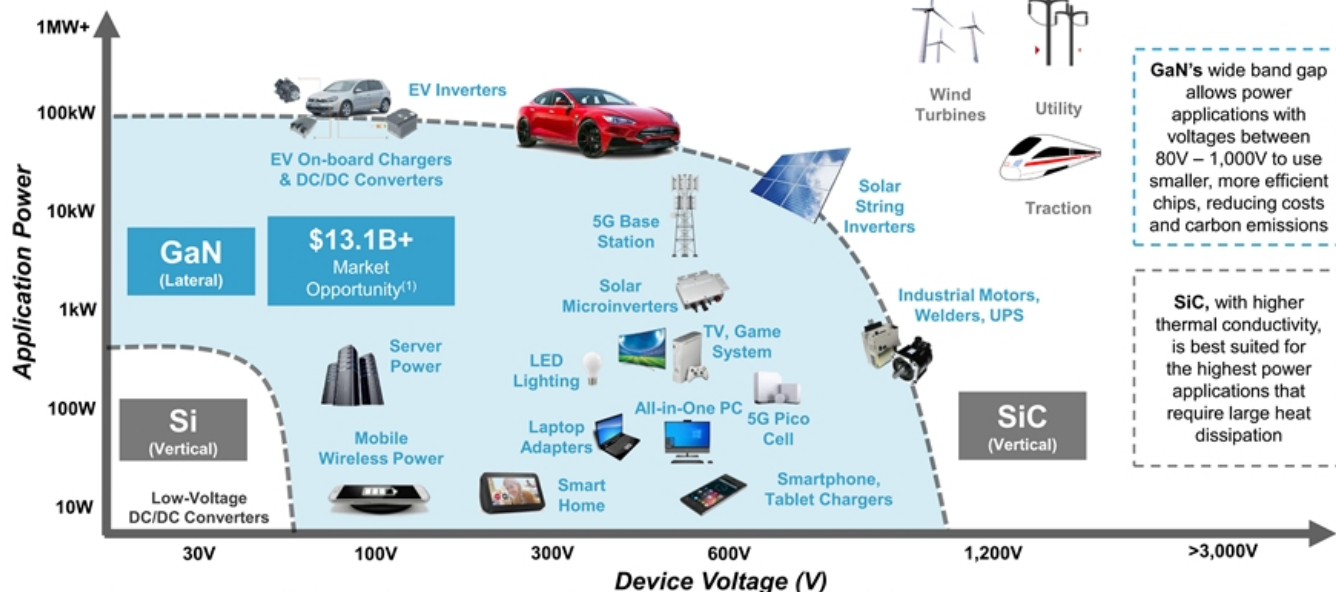 1MW+
100kW
10kW
1kW
100W
10W
Application Power
EV Inverters
EV On-board Chargers
& DC/DC Converters
GaN
(Lateral)
$13.1B+
Market
Opportunity(1)
Si
(Vertical)
Low-Voltage
DC/DC Converters
Server
Power
Mobile
Wireless Power
5G Base
Station
Solar
Microinverters
LED
Lighting
TV, Game
System
Laptop
Adapters
All-in-One PC
5G Pico
Cell
Smart
Home
Smartphone,
Tablet Chargers
Solar
String
Inverters
Industrial Motors,
Welders, UPS
Wind
Turbines
Utility
Traction
SiC
(Vertical)
GaN's wide band gap
allows power
applications with
voltages between
80V – 1,000V to use
smaller, more efficient
chips, reducing costs
and carbon emissions
SiC, with higher
thermal conductivity,
is best suited for
the highest power
applications that
require large heat
dissipation
30V
100V
300V
600V
1,200V
>3,000V
Device Voltage (V)